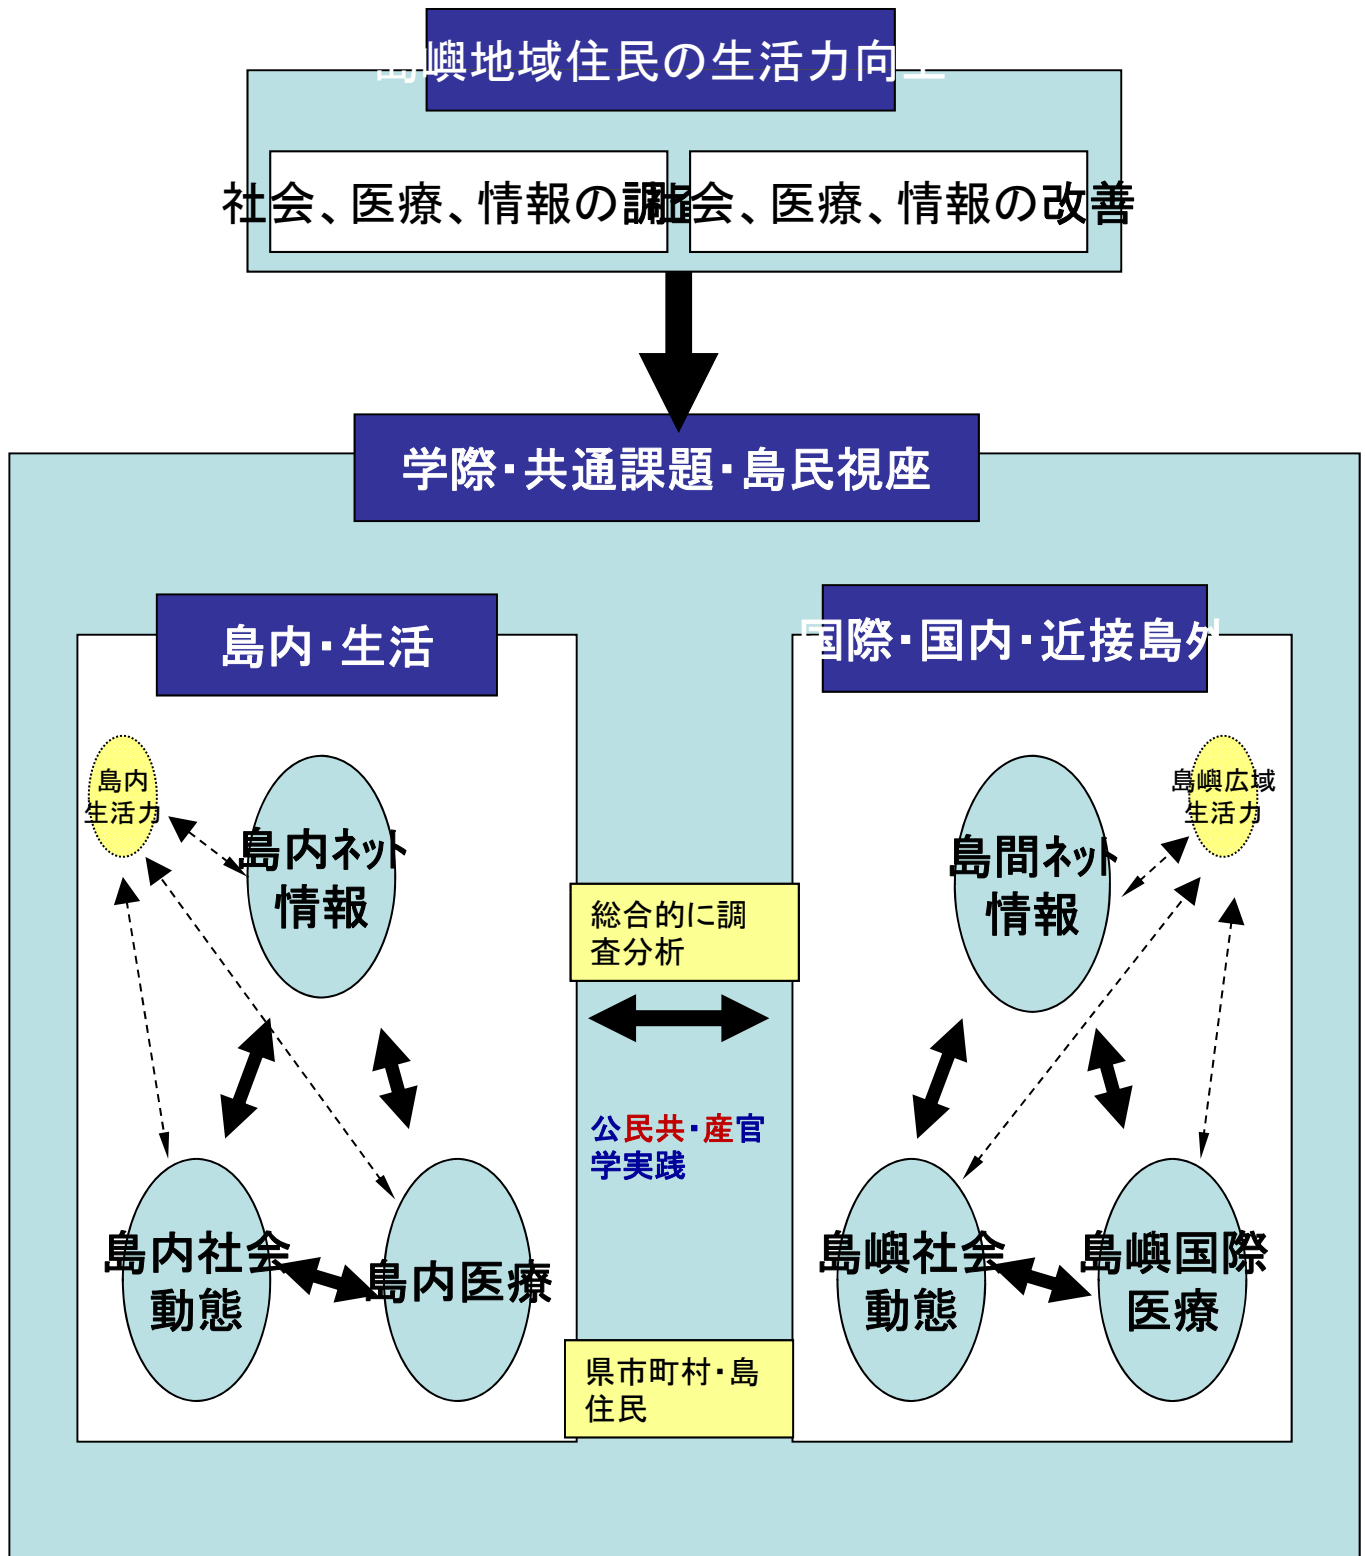 島嶼地域住民の生活力向上
社会、医療、情報の調
社会、医療、情報の改善
学際・共通課題・島民視座
島内・生活
国際・国内・近接島外
島内
生活力
島内ネット
情報
島内社会
動態
島内医療
総合的に調
査分析
公民共・産官
学実践
県市町村・島
住民
島嶼広域
生活力
島間ネット
情報
島嶼社会
動態
島嶼国際
医療